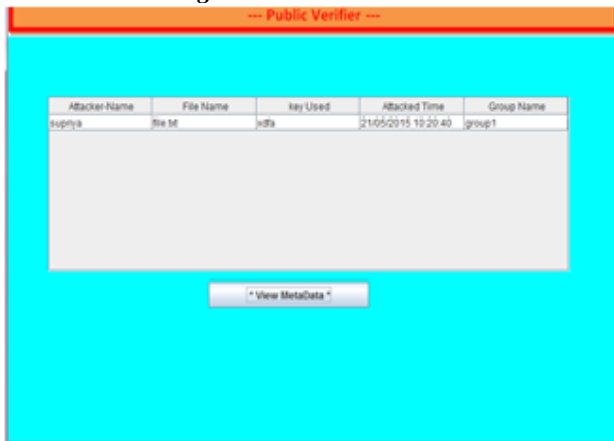 --- Public Verifier ---
Attacker-Name File Name key Used Attacked Time Group Name
supriya file.txt 21/05/2015 10:20:40 group1
* View MetaData *